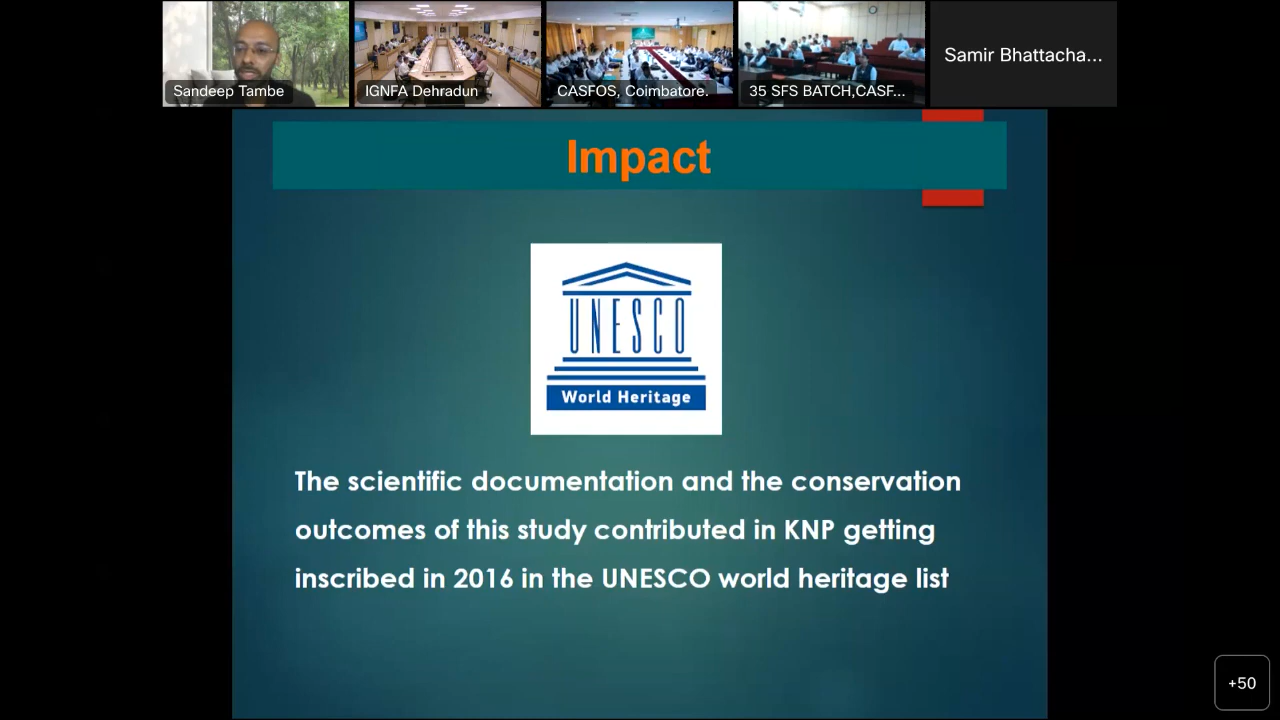 Sandeep Tambe
IGNFA Dehradun
CASFOS, Coimbatore.
35 SFS BATCH,CASF...
Samir Bhattacha...
Impact
UNESCO
World Heritage
The scientific documentation and the conservation
outcomes of this study contributed in KNP getting
inscribed in 2016 in the UNESCO world heritage list
+50